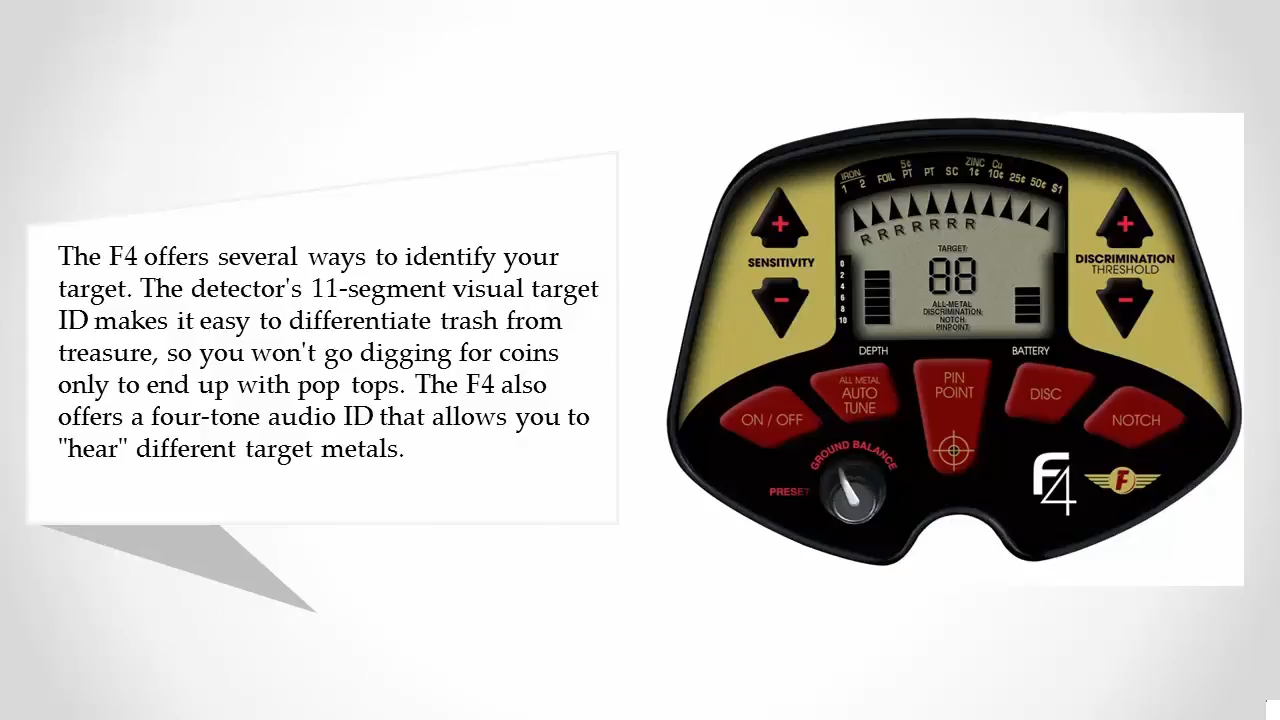 The F4 offers several ways to identify your
target. The detector's 11-segment visual target
ID makes it easy to differentiate trash from
treasure, so you won't go digging for coins
only to end up with pop tops. The F4 also
offers a four-tone audio ID that allows you to
"hear" different target metals.
IRON 5¢ ZINC Cu
1 2 FOIL PT PT SC 1¢ 10¢ 25¢ 50¢ $1
R R R R R R R
+
SENSITIVITY
-
+
DISCRIMINATION
THRESHOLD
-
TARGET:
88
ALL-METAL
DISCRIMINATION:
NOTCH:
PINPOINT
0
2
4
6
8
10
DEPTH
BATTERY
ON / OFF
ALL METAL
AUTO
TUNE
PIN
POINT
DISC
NOTCH
GROUND BALANCE
PRESET
F4
F